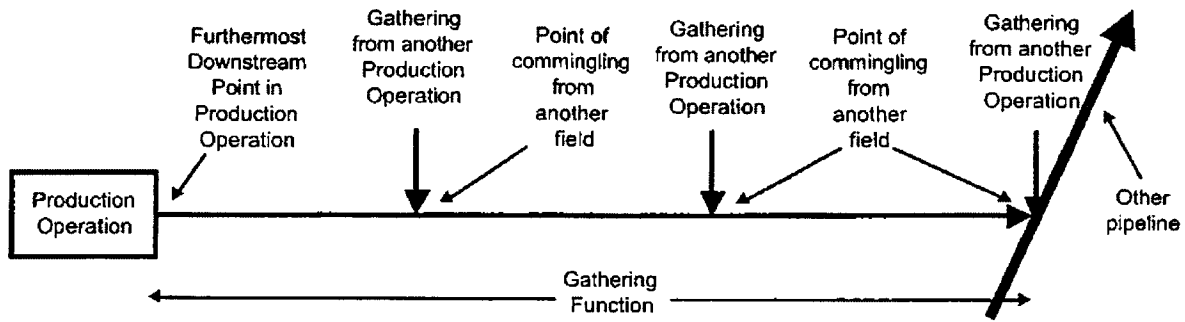 Furthermost
Downstream
Point in
Production
Operation
Gathering
from another
Production
Operation
Point of
commingling
from
another
field
Gathering
from another
Production
Operation
Point of
commingling
from
another
field
Gathering
from another
Production
Operation
Production
Operation
Other
pipeline
Gathering
Function